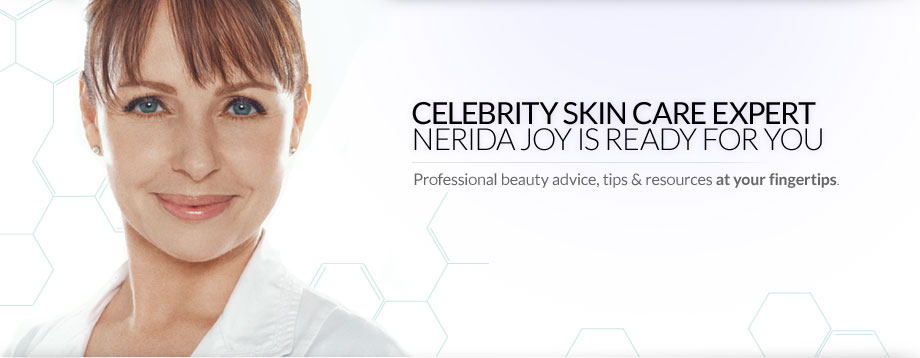 CELEBRITY SKIN CARE EXPERT
NERIDA JOY IS READY FOR YOU
Professional beauty advice, tips & resources at your fingertips.